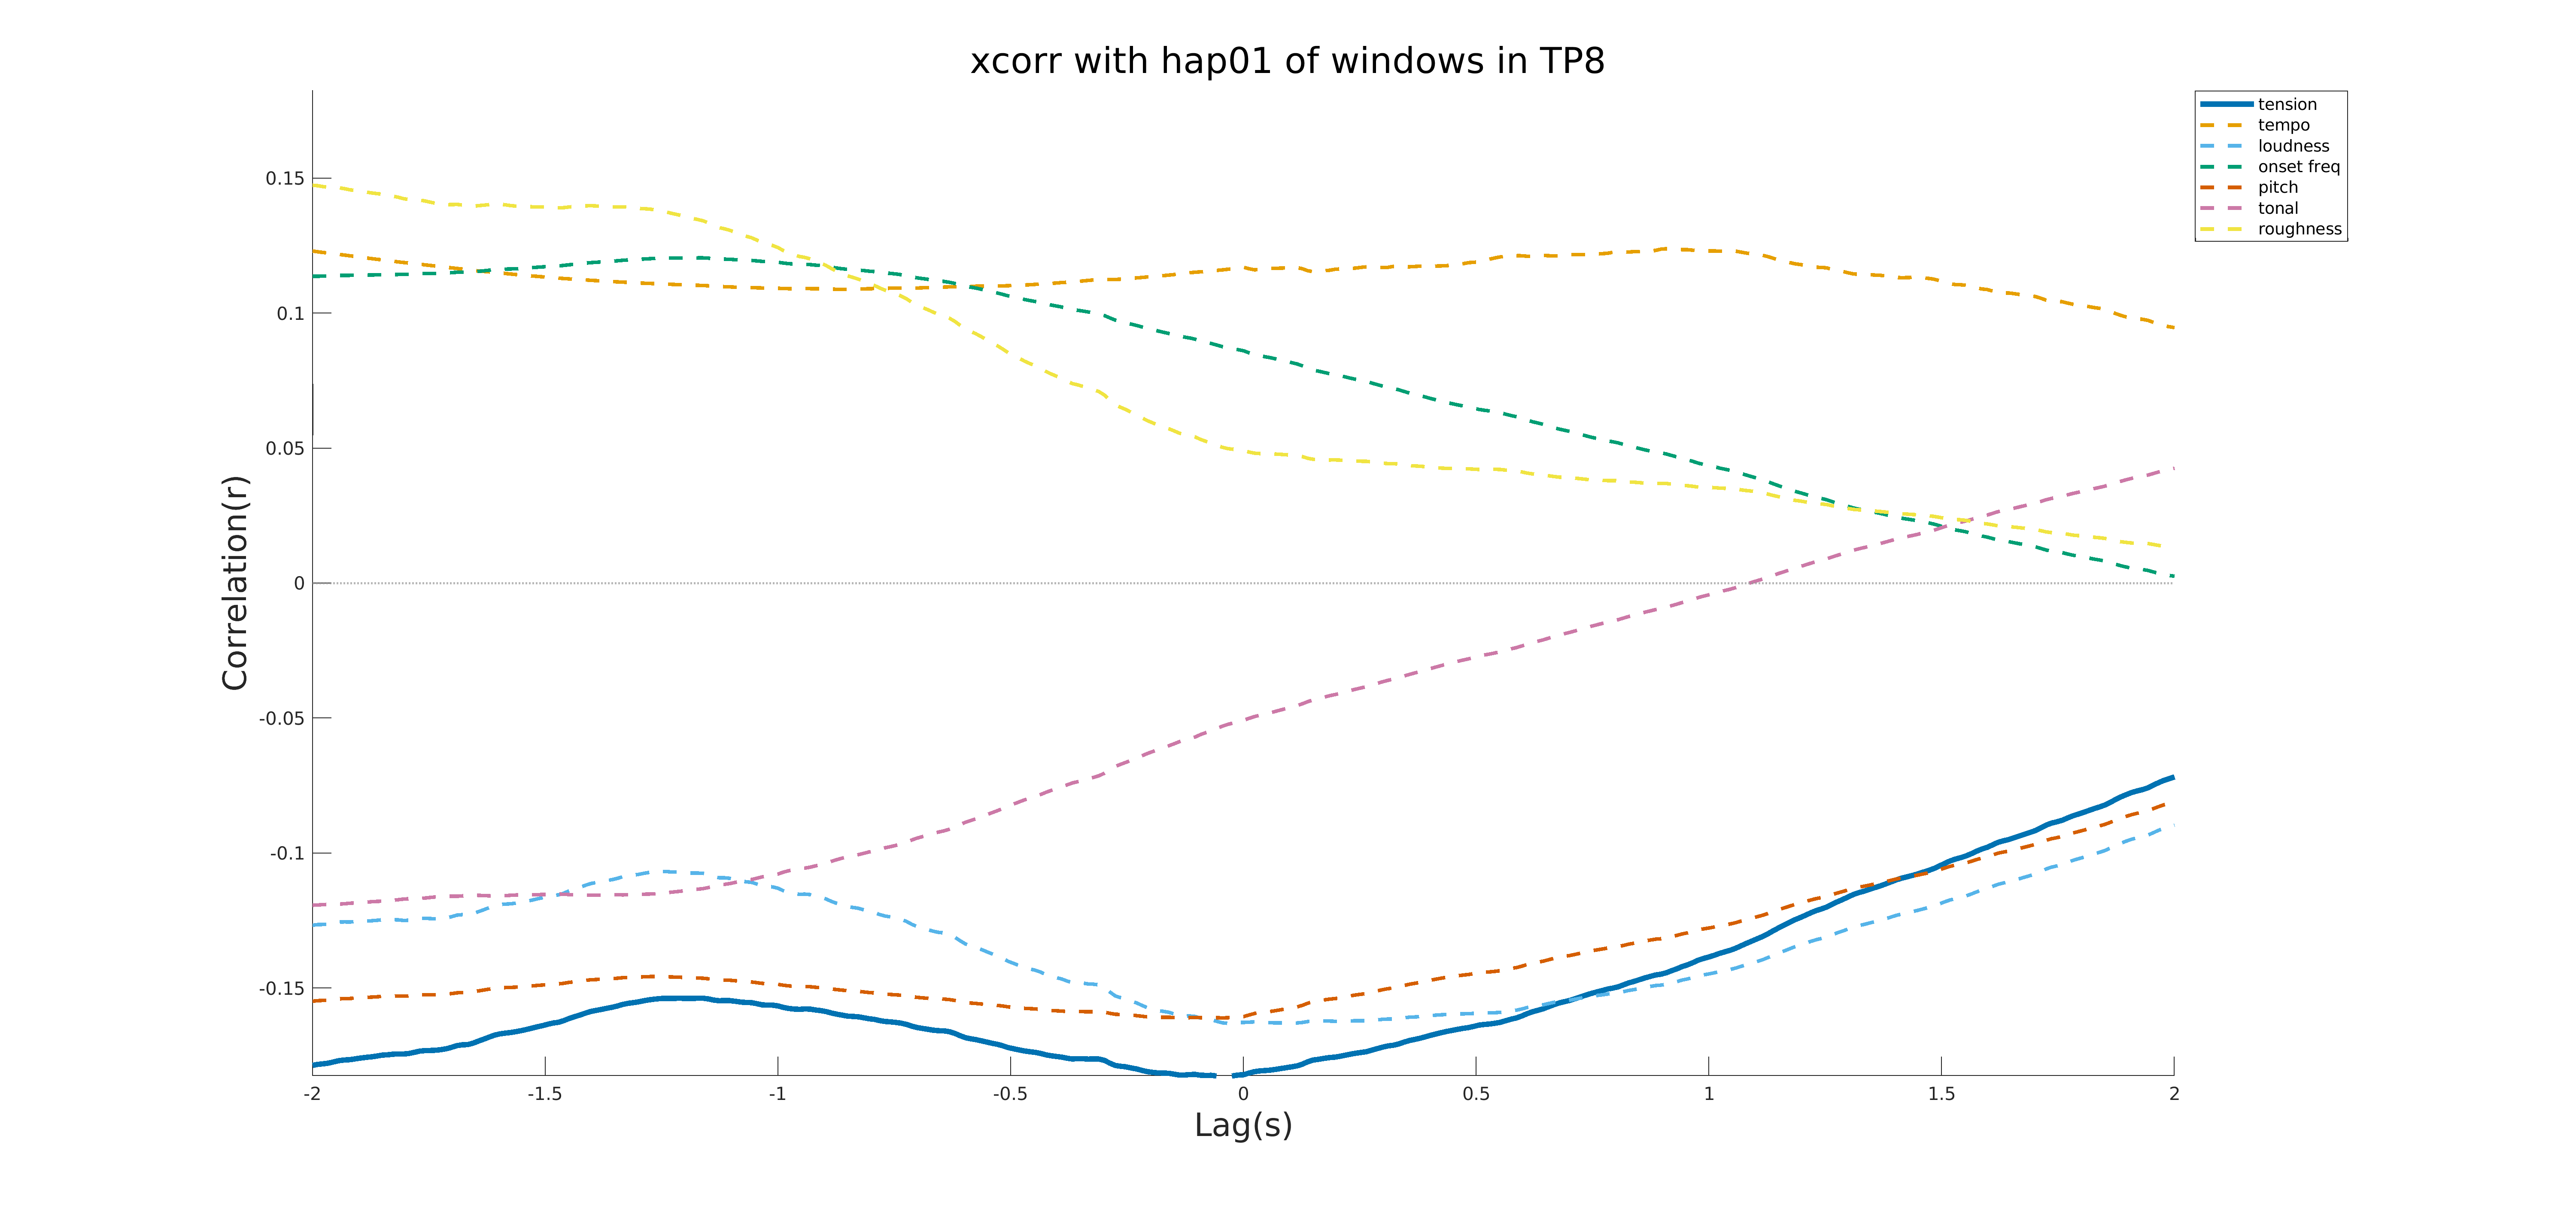 xcorr with hap01 of windows in TP8
tension
tempo
loudness
onset freq
pitch
tonal
roughness
Correlation(r)
0.15
0.1
0.05
0
-0.05
-0.1
-0.15
-2
-1.5
-1
-0.5
0
0.5
1
1.5
2
Lag(s)